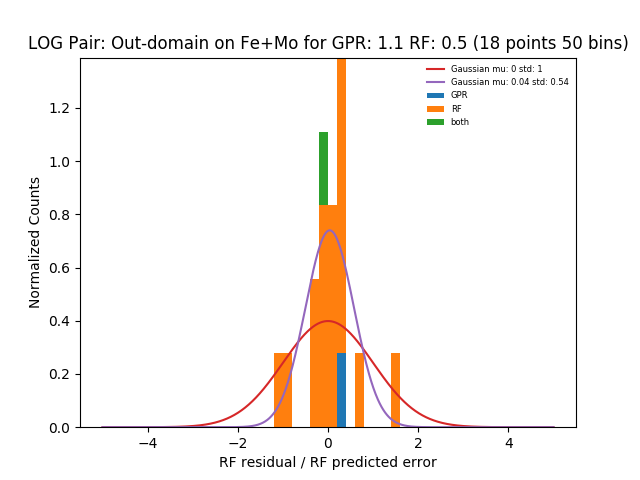 LOG Pair: Out-domain on Fe+Mo for GPR: 1.1 RF: 0.5 (18 points 50 bins)
Gaussian mu: 0 std: 1
Gaussian mu: 0.04 std: 0.54
GPR
RF
both
Normalized Counts
1.2
1.0
0.8
0.6
0.4
0.2
0.0
−4 −2 0 2 4
RF residual / RF predicted error